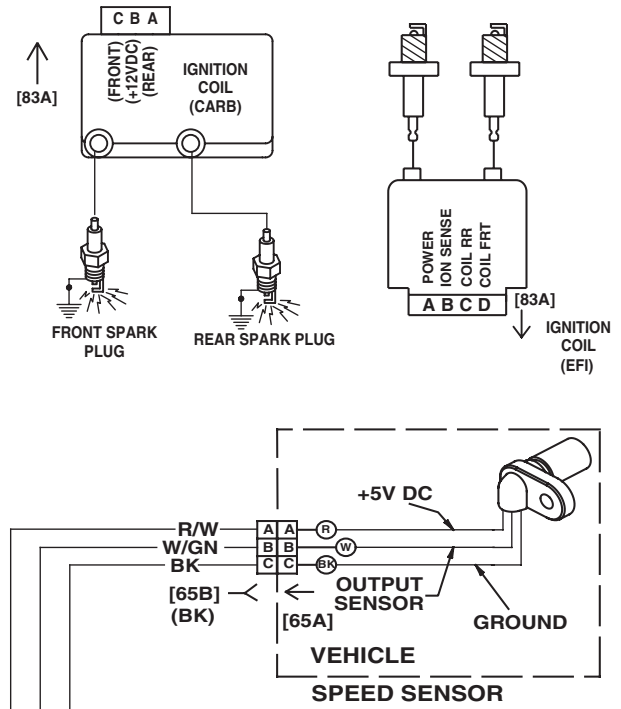 C B A
[83A]
(FRONT)
(+12VDC)
(REAR)
IGNITION
COIL
(CARB)
FRONT SPARK
PLUG
REAR SPARK PLUG
POWER
ION SENSE
COIL RR
COIL FRT
A B C D
[83A]
IGNITION
COIL
(EFI)
+5V DC
R/W A A R
W/GN B B W
BK C C BK
[65B]
(BK)
[65A]
OUTPUT
SENSOR
GROUND
VEHICLE
SPEED SENSOR